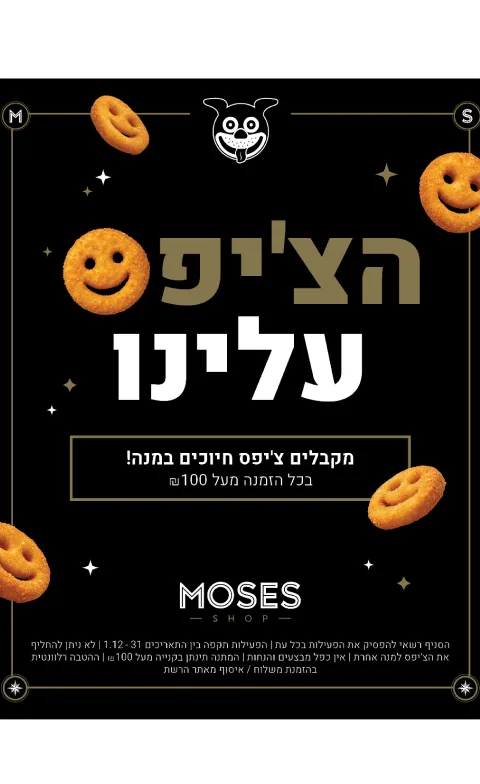 M
S
הצ'יפ
עלינו
מקבלים צ'יפס חיוכים במנה!
בכל הזמנה מעל 100₪
MOSES
SHOP
הסניף רשאי להפסיק את הפעילות בכל עת | הפעילות תקפה בין התאריכים 31 - 1.12 | לא ניתן להחליף
את הצ'יפס למנה אחרת | אין כפל מבצעים והנחות | המתנה תינתן בקנייה מעל 100₪ | ההטבה רלוונטית
בהזמנת משלוח / איסוף מאתר הרשת